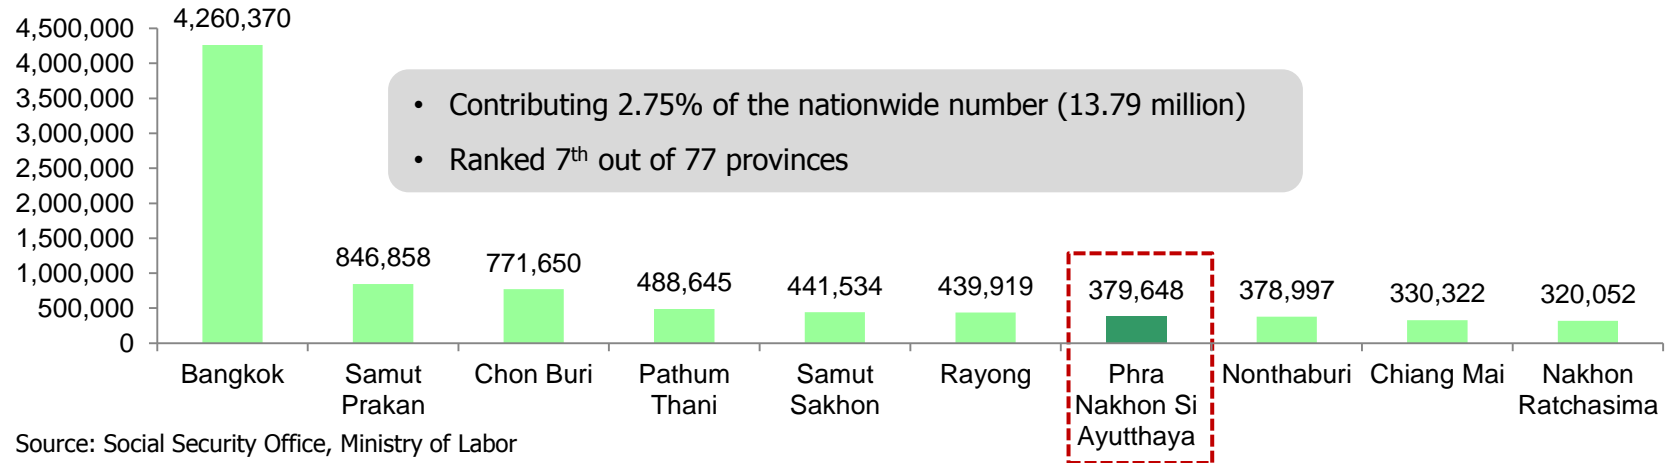 4,500,000
4,000,000
3,500,000
3,000,000
2,500,000
2,000,000
1,500,000
1,000,000
500,000
0
4,260,370
846,858
771,650
488,645
441,534
439,919
379,648
378,997
330,322
320,052
• Contributing 2.75% of the nationwide number (13.79 million)
• Ranked 7th out of 77 provinces
Bangkok
Samut
Prakan
Chon Buri
Pathum
Thani
Samut
Sakhon
Rayong
Phra
Nakhon Si
Ayutthaya
Nonthaburi
Chiang Mai
Nakhon
Ratchasima
Source: Social Security Office, Ministry of Labor